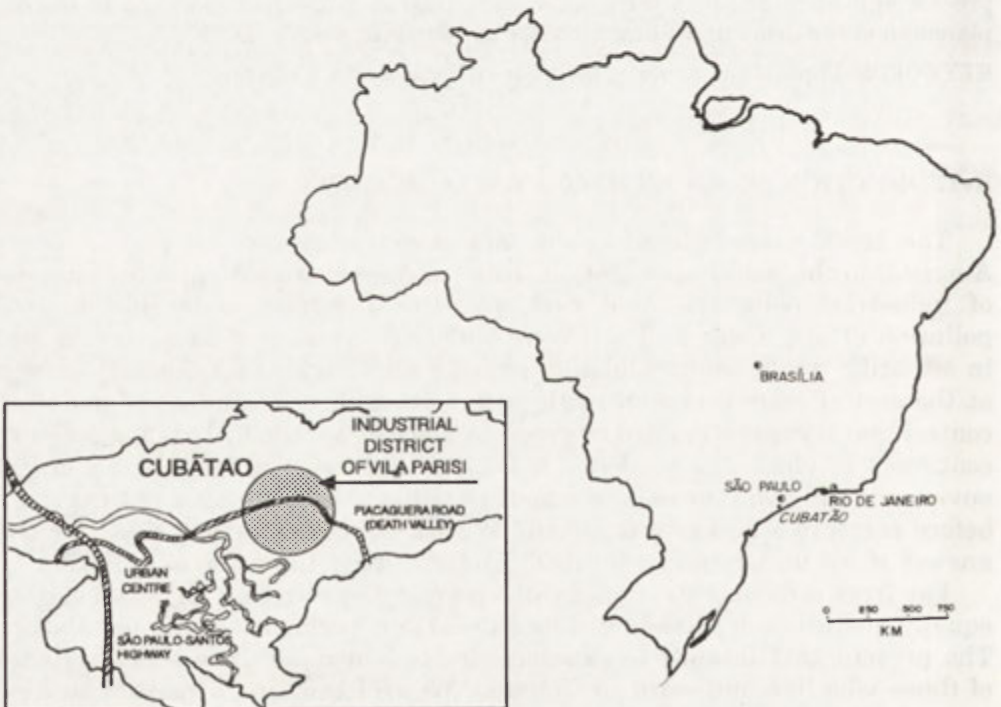 BRASÍLIA
SÃO PAULO
RIO DE JANEIRO
CUBATÃO
0 250 500 750
KM
INDUSTRIAL
DISTRICT
OF VILA PARISI
CUBÃTAO
PIACAGUERA ROAD
(DEATH VALLEY)
URBAN
CENTRE
SÃO PAULO-SANTOS
HIGHWAY